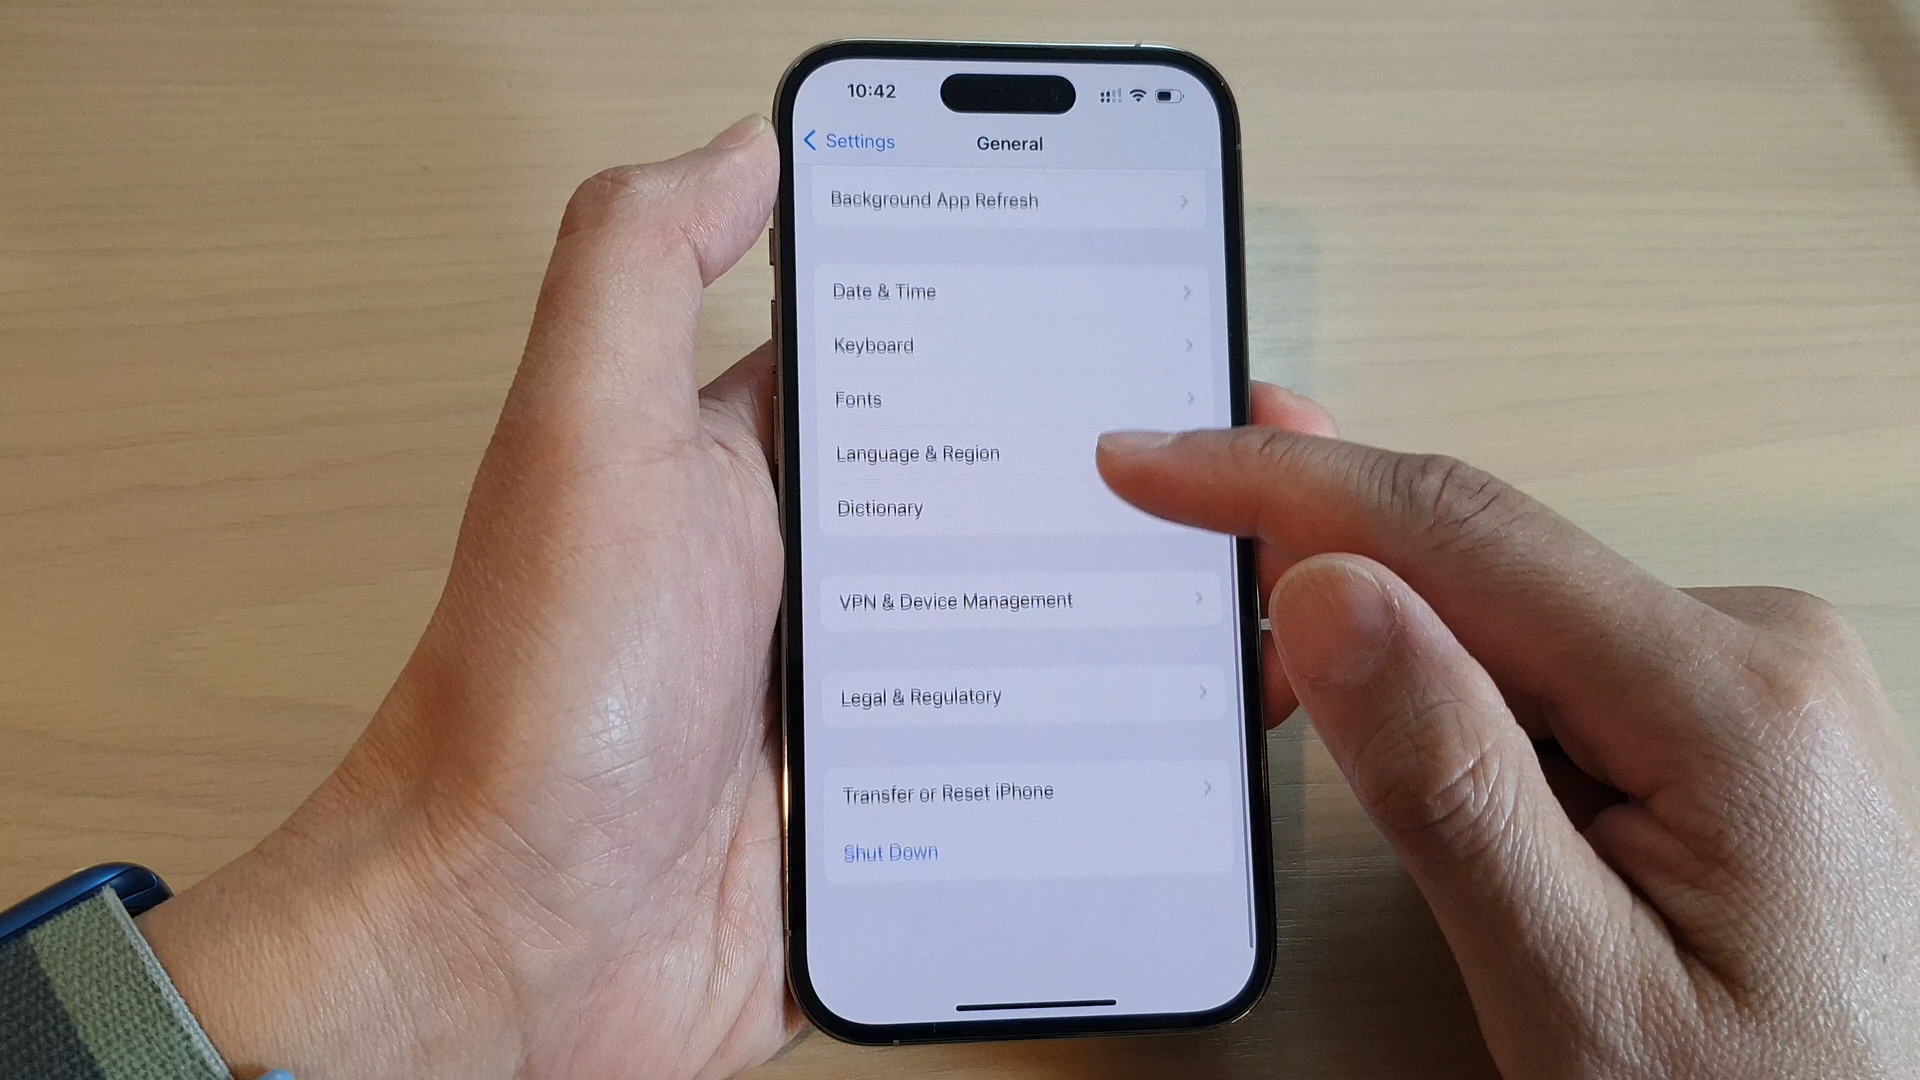 10:42
Settings
General
Background App Refresh
Date & Time
Keyboard
Fonts
Language & Region
Dictionary
VPN & Device Management
Legal & Regulatory
Transfer or Reset iPhone
Shut Down